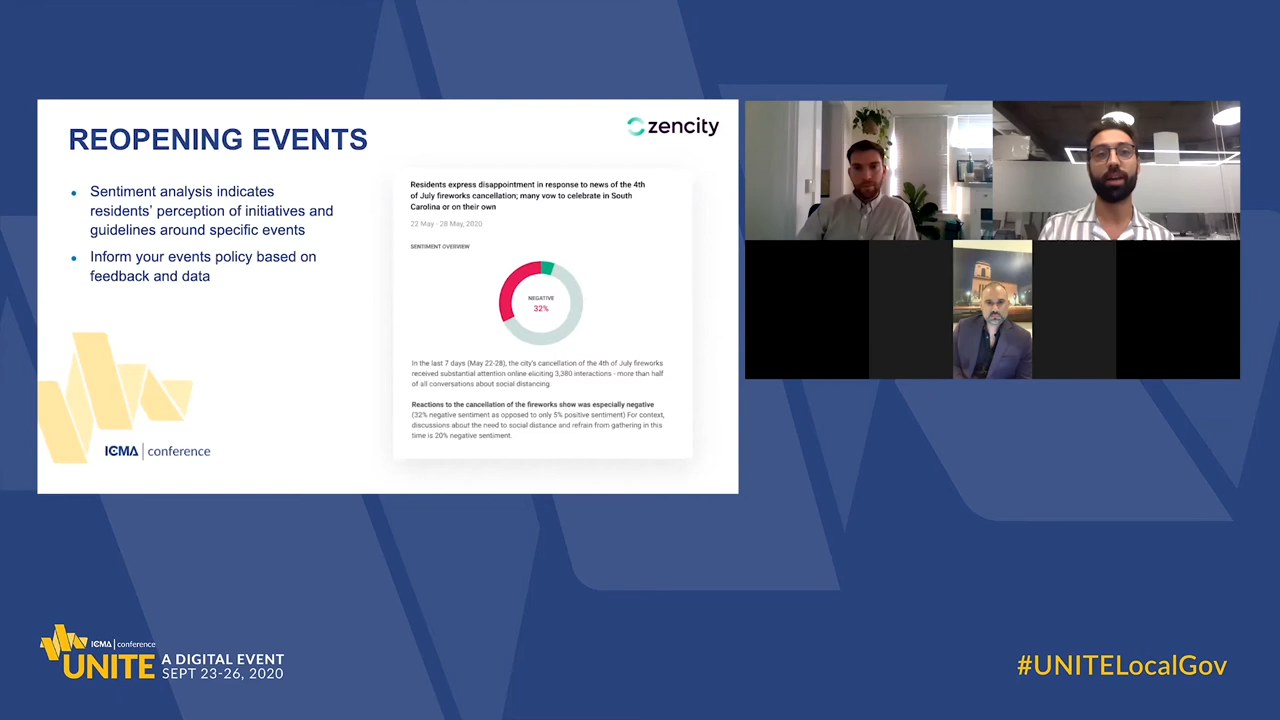 REOPENING EVENTS
zencity
• Sentiment analysis indicates
residents' perception of initiatives and
guidelines around specific events
• Inform your events policy based on
feedback and data
Residents express disappointment in response to news of the 4th
of July fireworks cancellation; many vow to celebrate in South
Carolina or on their own
22 May - 28 May, 2020
SENTIMENT OVERVIEW
NEGATIVE
32%
In the last 7 days (May 22-28), the city's cancellation of the 4th of July fireworks
received substantial attention online eliciting 3,380 interactions - more than half
of all conversations about social distancing.
Reactions to the cancellation of the fireworks show was especially negative
(32% negative sentiment as opposed to only 5% positive sentiment) For context,
discussions about the need to social distance and refrain from gathering in this
time is 20% negative sentiment.
ICMA | conference
ICMA | conference
UNITE
A DIGITAL EVENT
SEPT 23-26, 2020
#UNITELocalGov